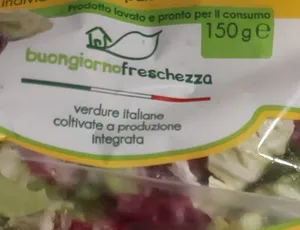 Prodotto lavato e pronto per il consumo
150 g e
buongiornofreschezza
verdure italiane
coltivate a produzione
integrata